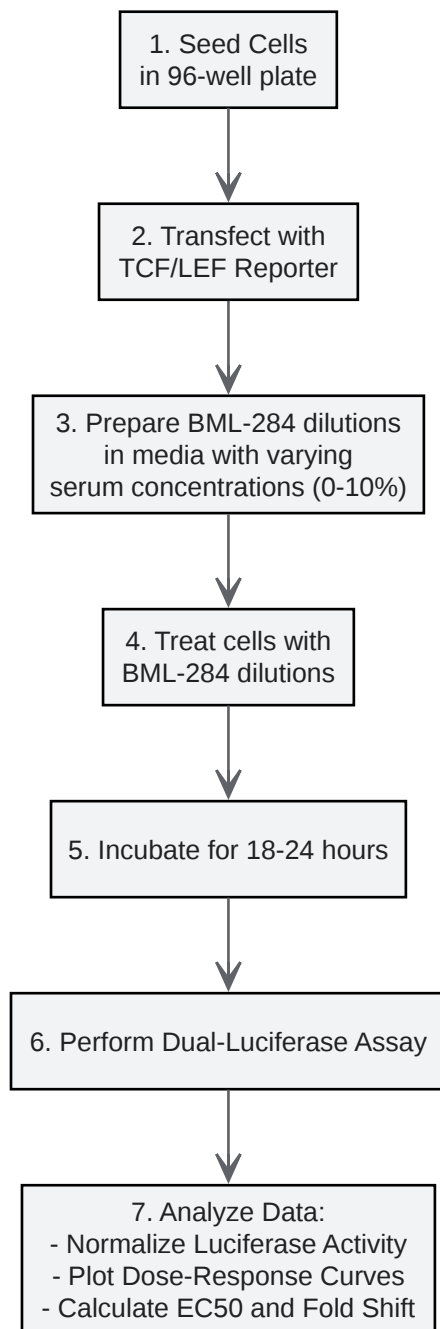 1. Seed Cells
in 96-well plate
2. Transfect with
TCF/LEF Reporter
3. Prepare BML-284 dilutions
in media with varying
serum concentrations (0-10%)
4. Treat cells with
BML-284 dilutions
5. Incubate for 18-24 hours
6. Perform Dual-Luciferase Assay
7. Analyze Data:
- Normalize Luciferase Activity
- Plot Dose-Response Curves
- Calculate EC50 and Fold Shift